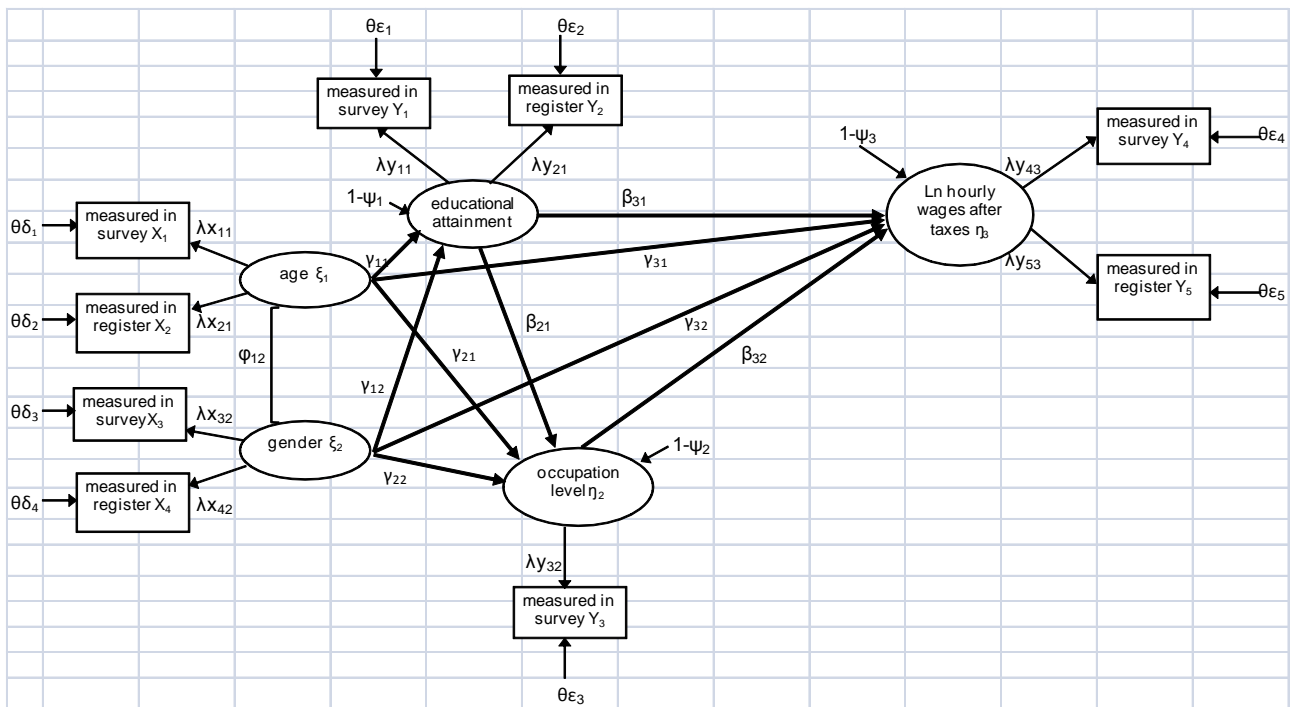 θε₁
θε₂
measured in
survey Y₁
measured in
register Y₂
λy₁₁
λy₂₁
1-ψ₁
educational
attainment
β₃₁
1-ψ₃
Ln hourly
wages after
taxes η₃
λy₄₃
measured in
survey Y₄
θε₄
λy₅₃
measured in
register Y₅
θε₅
θδ₁
measured in
survey X₁
λx₁₁
age ξ₁
γ₁₁
γ₃₁
θδ₂
measured in
register X₂
λx₂₁
φ₁₂
β₂₁
γ₂₁
γ₃₂
β₃₂
γ₁₂
θδ₃
measured in
surveyX₃
λx₃₂
gender ξ₂
θδ₄
measured in
register X₄
λx₄₂
γ₂₂
1-ψ₂
occupation
levelη₂
λy₃₂
measured in
survey Y₃
θε₃